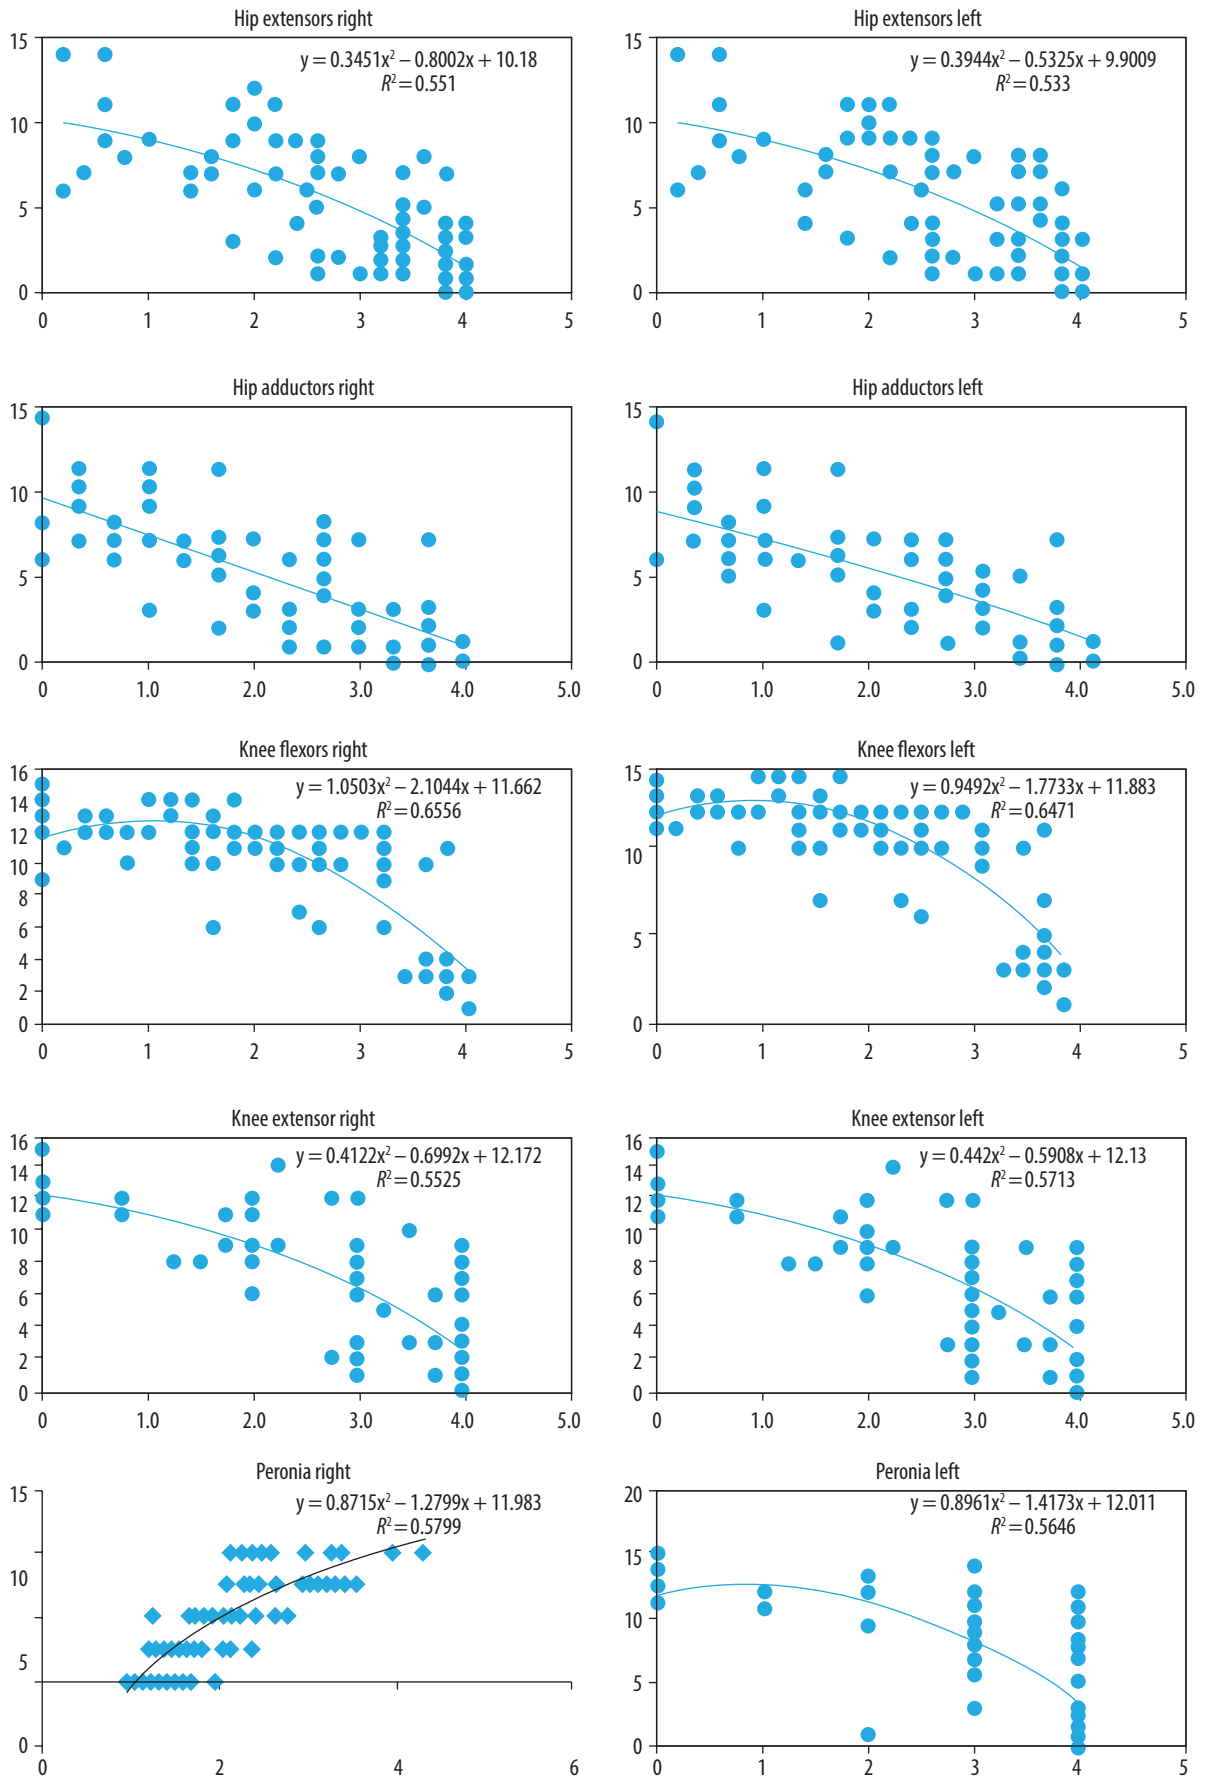 Hip extensors right
y = 0.3451x² – 0.8002x + 10.18
R² = 0.551
15
10
5
0
0 1 2 3 4 5
Hip extensors left
y = 0.3944x² – 0.5325x + 9.9009
R² = 0.533
15
10
5
0
0 1 2 3 4 5
Hip adductors right
15
10
5
0
0 1.0 2.0 3.0 4.0 5.0
Hip adductors left
15
10
5
0
0 1.0 2.0 3.0 4.0 5.0
Knee flexors right
y = 1.0503x² – 2.1044x + 11.662
R² = 0.6556
16
14
12
10
8
6
4
2
0
0 1 2 3 4 5
Knee flexors left
y = 0.9492x² – 1.7733x + 11.883
R² = 0.6471
15
10
5
0
0 1 2 3 4 5
Knee extensor right
y = 0.4122x² – 0.6992x + 12.172
R² = 0.5525
16
14
12
10
8
6
4
2
0
0 1.0 2.0 3.0 4.0 5.0
Knee extensor left
y = 0.442x² – 0.5908x + 12.13
R² = 0.5713
16
14
12
10
8
6
4
2
0
0 1.0 2.0 3.0 4.0 5.0
Peronia right
y = 0.8715x² – 1.2799x + 11.983
R² = 0.5799
15
10
5
0
0 2 4 6
Peronia left
y = 0.8961x² – 1.4173x + 12.011
R² = 0.5646
20
15
10
5
0
0 1 2 3 4 5